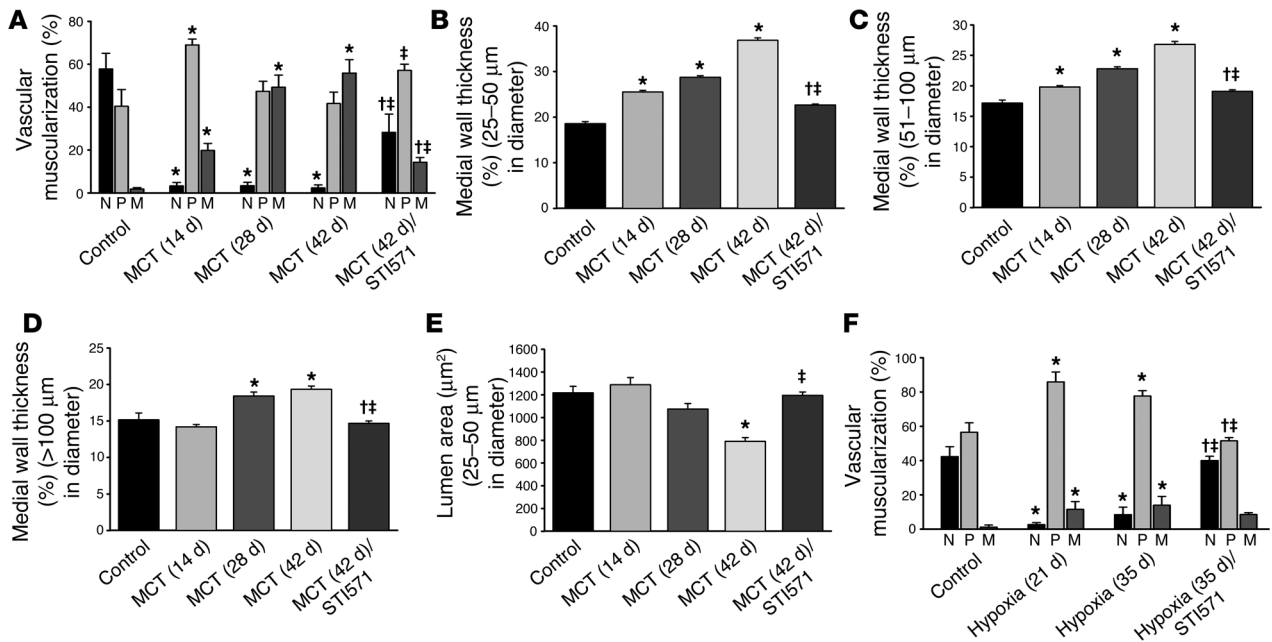 A
Vascular
muscularization (%)
80
60
40
20
0
*
*
*
*
*
*
*
†‡
‡
†‡
N P M
N P M
N P M
N P M
N P M
Control
MCT (14 d)
MCT (28 d)
MCT (42 d)
MCT (42 d)/
STI571
B
Medial wall thickness
(%) (25–50 μm
in diameter)
40
30
20
10
0
*
*
*
†‡
Control
MCT (14 d)
MCT (28 d)
MCT (42 d)
MCT (42 d)/
STI571
C
Medial wall thickness
(%) (51–100 μm
in diameter)
30
25
20
15
10
5
0
*
*
*
†‡
Control
MCT (14 d)
MCT (28 d)
MCT (42 d)
MCT (42 d)/
STI571
D
Medial wall thickness
(%) (>100 μm
in diameter)
25
20
15
10
5
0
*
*
†‡
Control
MCT (14 d)
MCT (28 d)
MCT (42 d)
MCT (42 d)/
STI571
E
Lumen area (μm²)
(25–50 μm
in diameter)
1600
1400
1200
1000
800
600
400
200
0
*
‡
Control
MCT (14 d)
MCT (28 d)
MCT (42 d)
MCT (42 d)/
STI571
F
Vascular
muscularization (%)
100
80
60
40
20
0
*
*
*
*
*
*
†‡
†‡
N P M
N P M
N P M
N P M
Control
Hypoxia (21 d)
Hypoxia (35 d)
Hypoxia (35 d)/
STI571